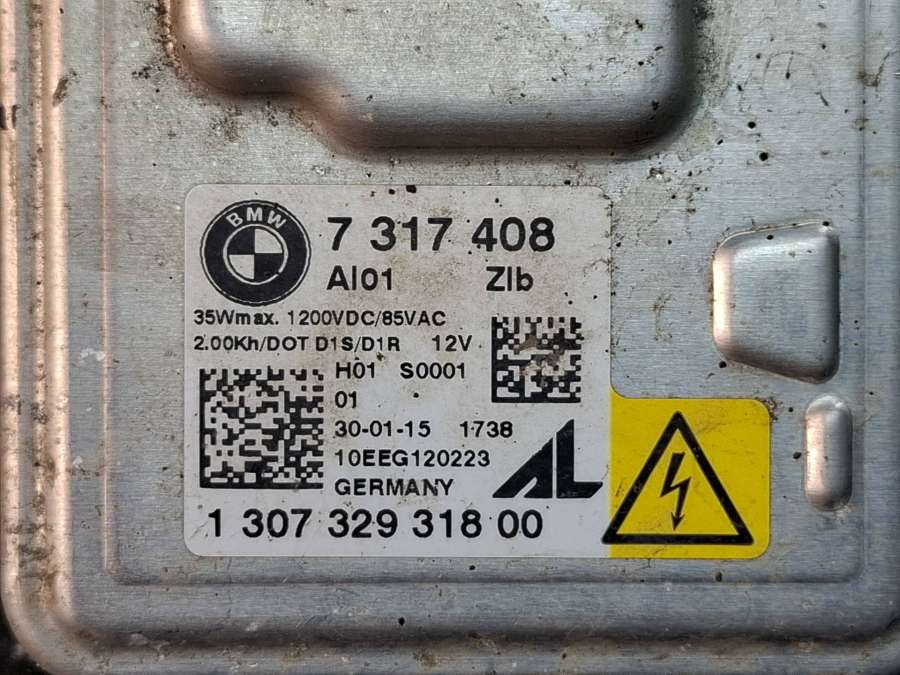 BMW
7 317 408
AI01 ZIb
35Wmax. 1200VDC/85VAC
2.00Kh/DOT D1S/D1R 12V
H01 S0001
01
30-01-15 1738
10EEG120223
GERMANY
AL
1 307 329 318 00